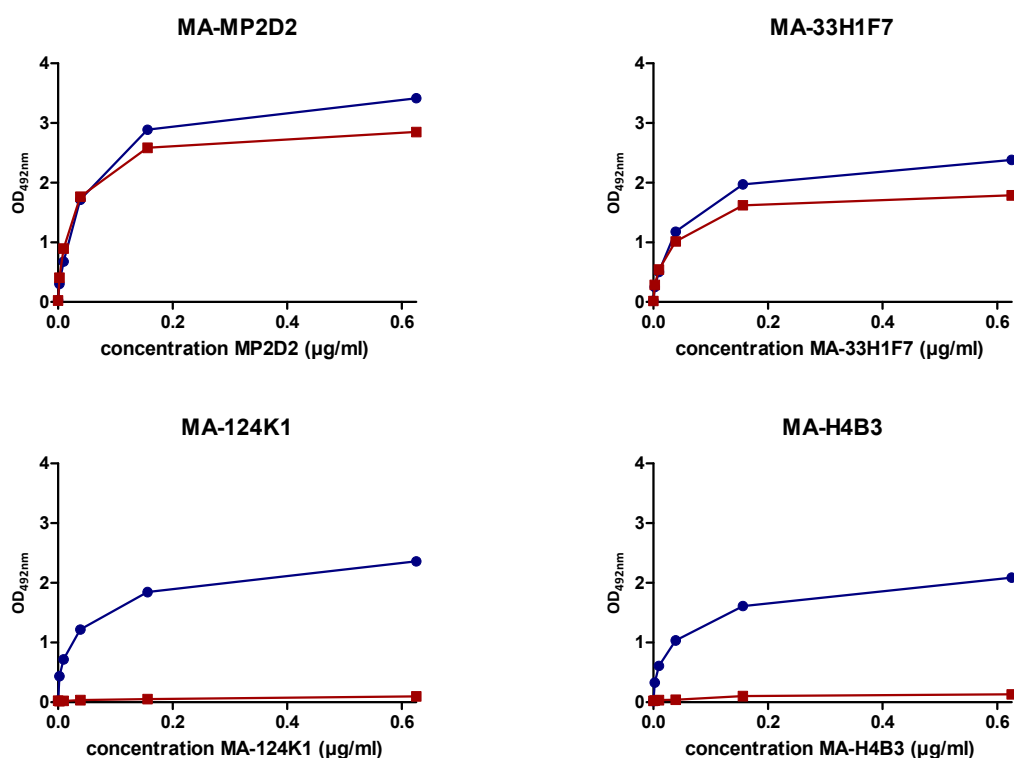 MA-MP2D2
OD492nm
4
3
2
1
0
0.0 0.2 0.4 0.6
concentration MP2D2 (µg/ml)
MA-33H1F7
OD492nm
4
3
2
1
0
0.0 0.2 0.4 0.6
concentration MA-33H1F7 (µg/ml)
MA-124K1
OD492nm
4
3
2
1
0
0.0 0.2 0.4 0.6
concentration MA-124K1 (µg/ml)
MA-H4B3
OD492nm
4
3
2
1
0
0.0 0.2 0.4 0.6
concentration MA-H4B3 (µg/ml)